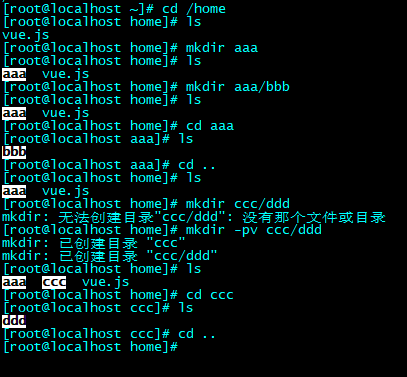 [root@localhost ~]# cd /home
[root@localhost home]# ls
vue.js
[root@localhost home]# mkdir aaa
[root@localhost home]# ls
aaa  vue.js
[root@localhost home]# mkdir aaa/bbb
[root@localhost home]# ls
aaa  vue.js
[root@localhost home]# cd aaa
[root@localhost aaa]# ls
bbb
[root@localhost aaa]# cd ..
[root@localhost home]# ls
aaa  vue.js
[root@localhost home]# mkdir ccc/ddd
mkdir: 无法创建目录"ccc/ddd": 没有那个文件或目录
[root@localhost home]# mkdir -pv ccc/ddd
mkdir: 已创建目录 "ccc"
mkdir: 已创建目录 "ccc/ddd"
[root@localhost home]# ls
aaa  ccc  vue.js
[root@localhost home]# cd ccc
[root@localhost ccc]# ls
ddd
[root@localhost ccc]# cd ..
[root@localhost home]#